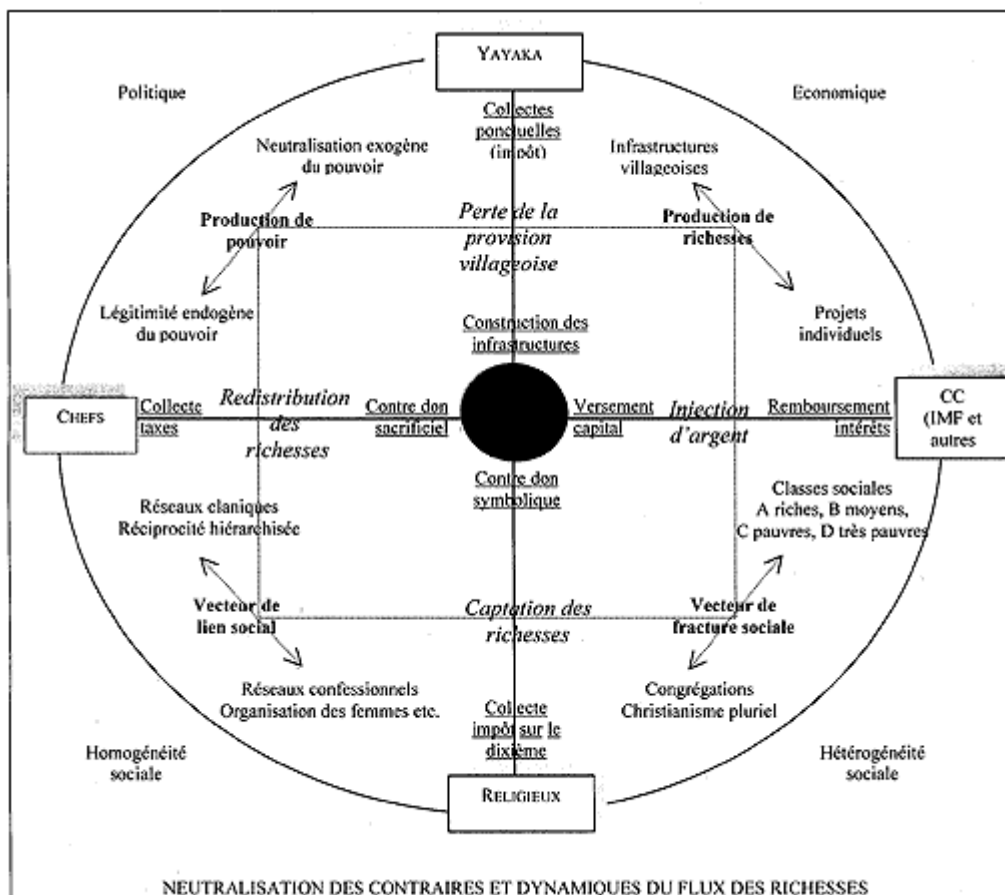 YAYAKA
Politique
Economique
Collectes
ponctuelles
(impôt)
Neutralisation exogène
du pouvoir
Infrastructures
villageoises
Production de
pouvoir
Perte de la
provision
villageoise
Production de
richesses
Légitimité endogène
du pouvoir
Projets
individuels
Construction des
infrastructures
CHEFS
Collecte
taxes
Redistribution
des
richesses
Contre don
sacrificiel
Versement
capital
Injection
d'argent
Remboursement
intérêts
CC
(IMF et
autres
Contre don
symbolique
Réseaux claniques
Réciprocité hiérarchisée
Classes sociales
A riches, B moyens,
C pauvres, D très pauvres
Vecteur de
lien social
Captation des
richesses
Vecteur de
fracture sociale
Réseaux confessionnels
Organisation des femmes etc.
Congrégations
Christianisme pluriel
Collecte
impôt sur le
dixième
Homogénéité
sociale
Hétérogénéité
sociale
RELIGIEUX
NEUTRALISATION DES CONTRAIRES ET DYNAMIQUES DU FLUX DES RICHESSES